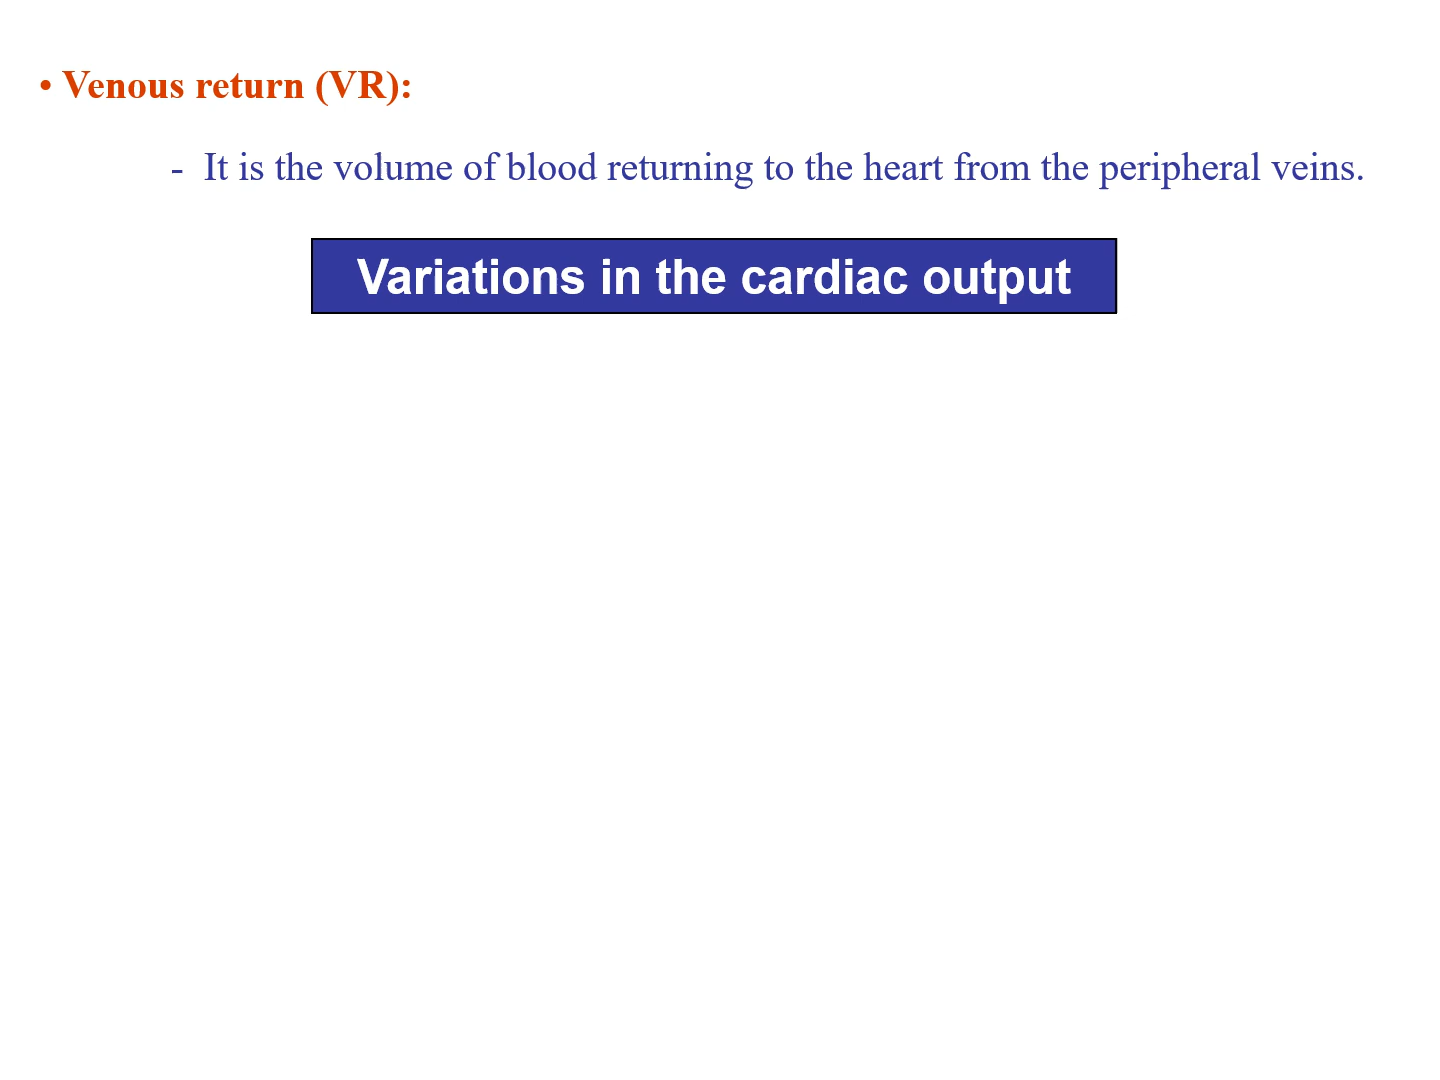 • Venous return (VR):
- It is the volume of blood returning to the heart from the peripheral veins.
Variations in the cardiac output